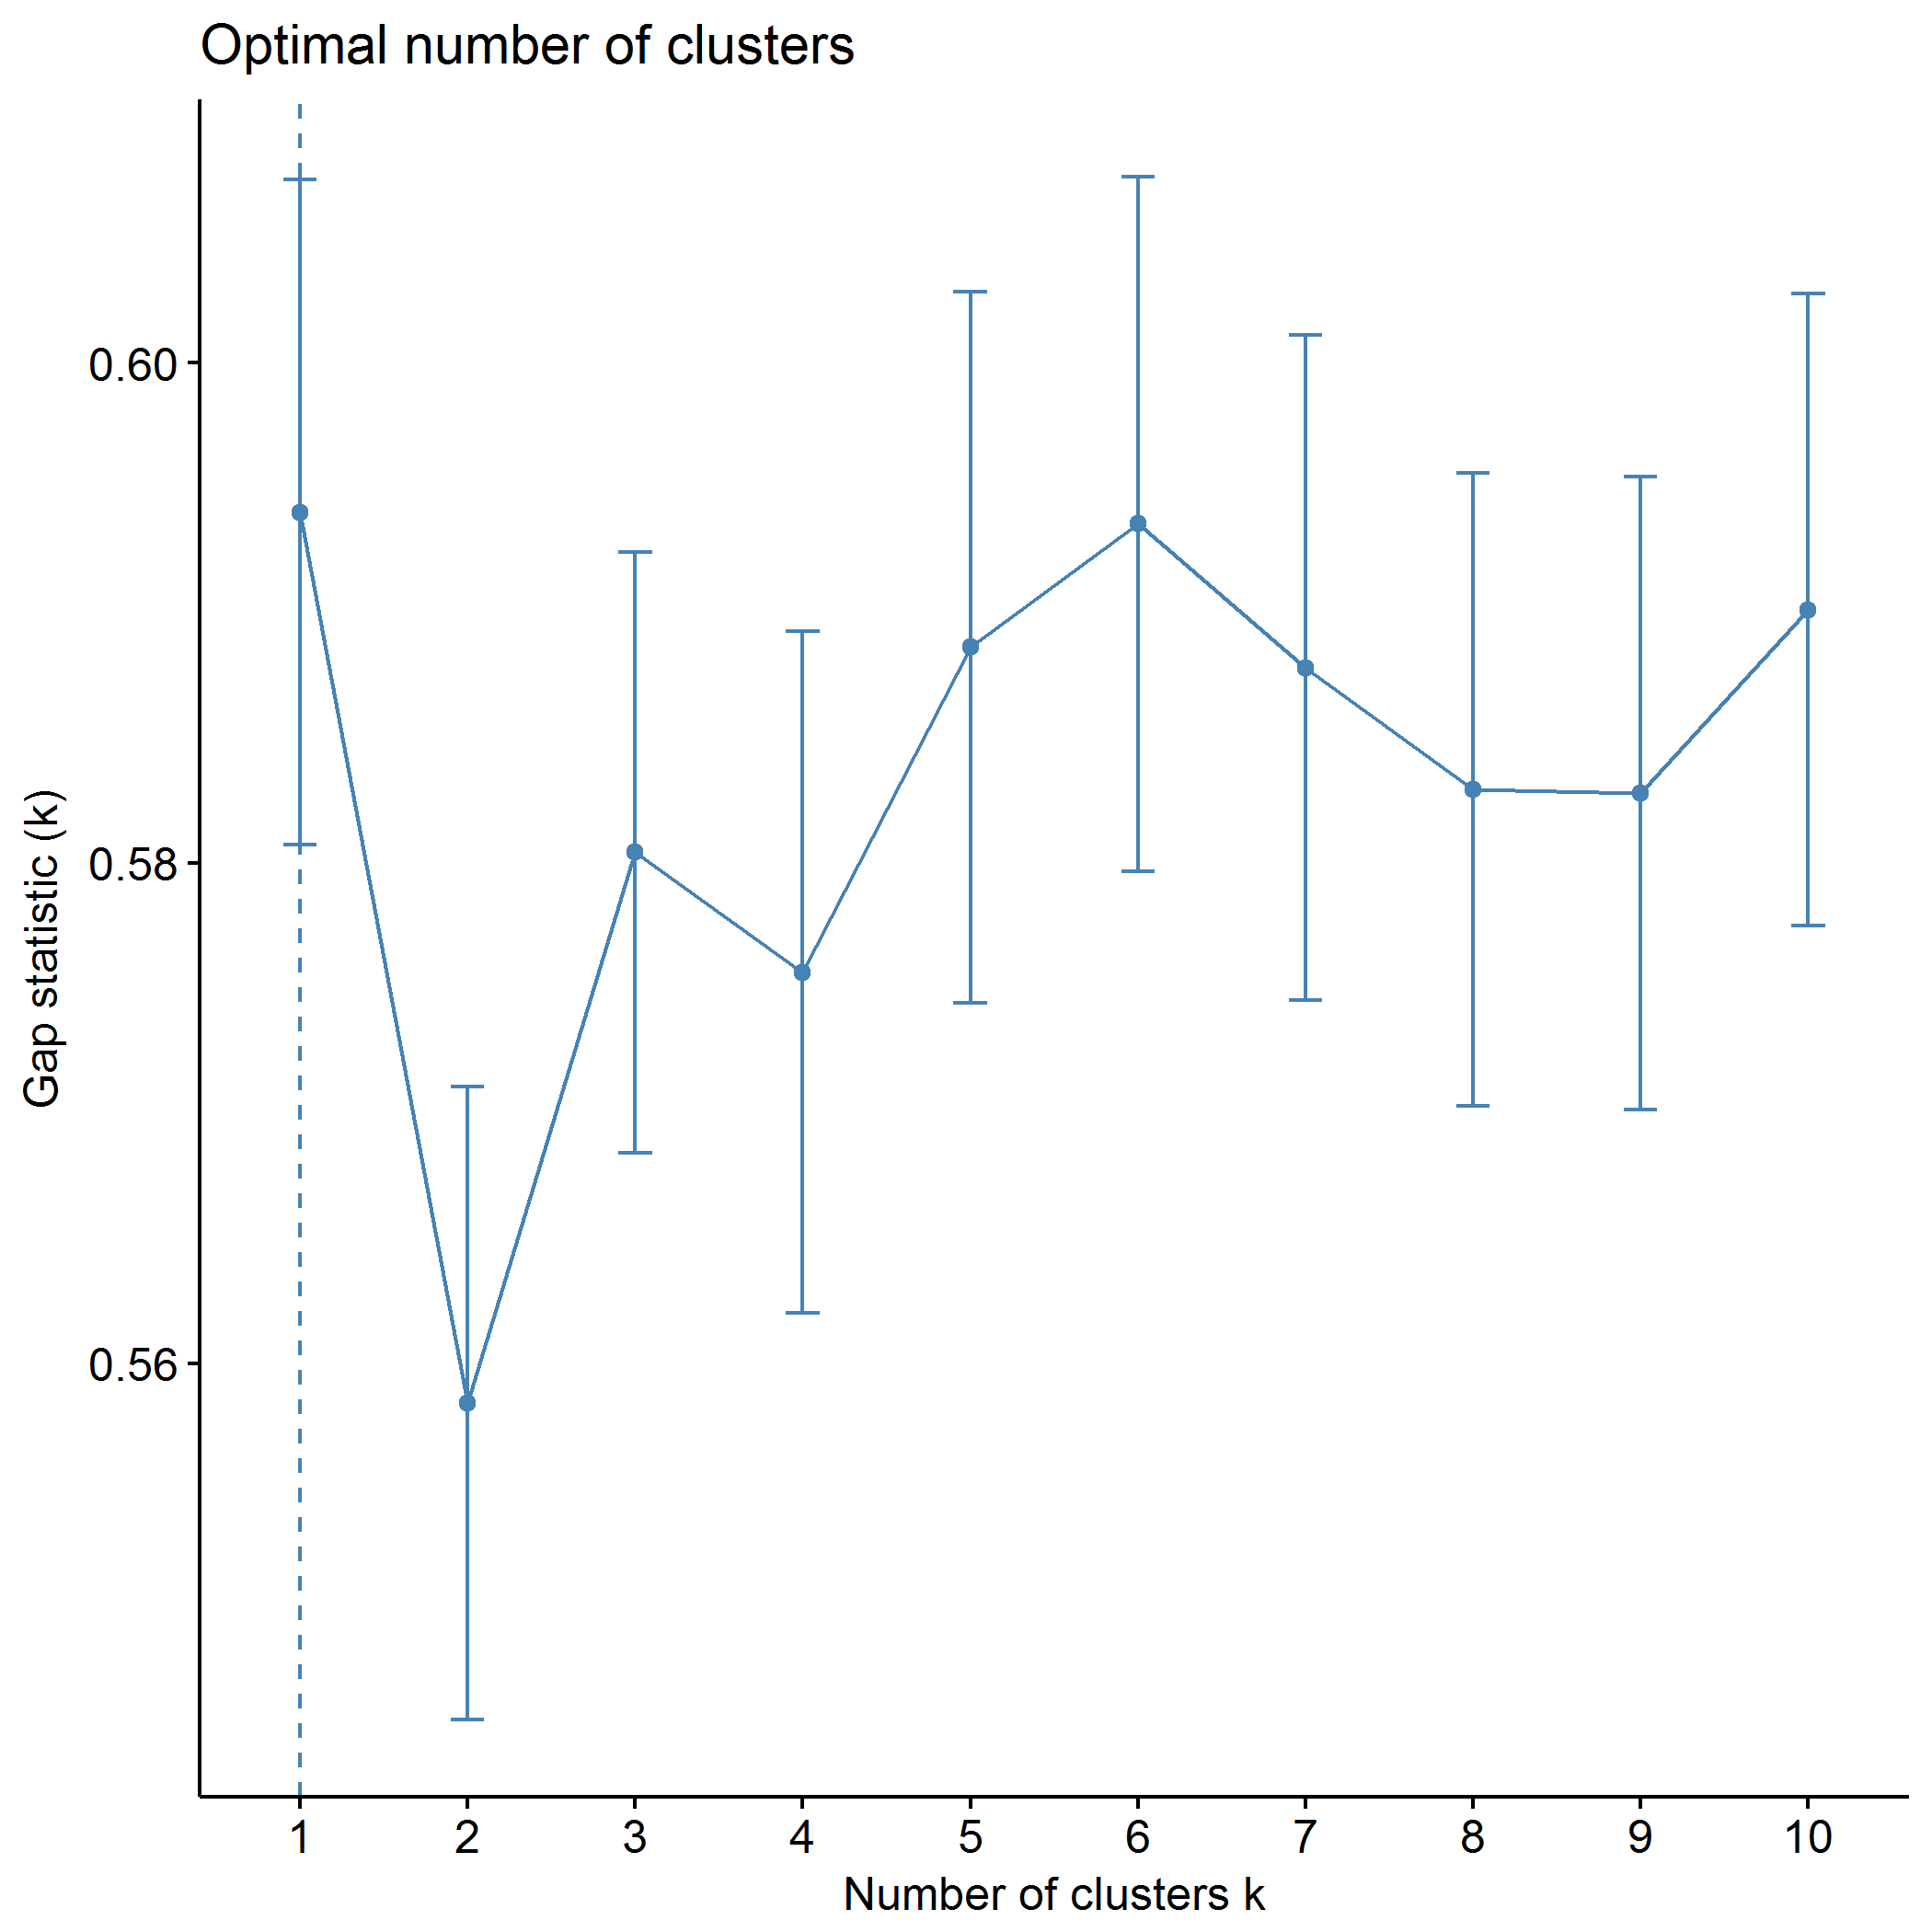 Optimal number of clusters
0.60
0.58
0.56
Gap statistic (k)
1 2 3 4 5 6 7 8 9 10
Number of clusters k